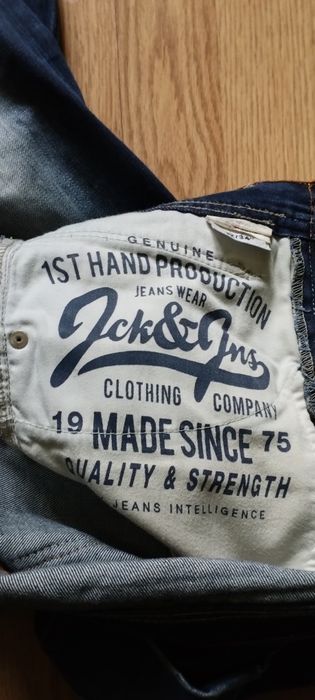 GENUINE
1ST HAND PRODUCTION
JEANS WEAR
Jck&Jns
CLOTHING COMPANY
19 MADE SINCE 75
QUALITY & STRENGTH
JEANS INTELLIGENCE